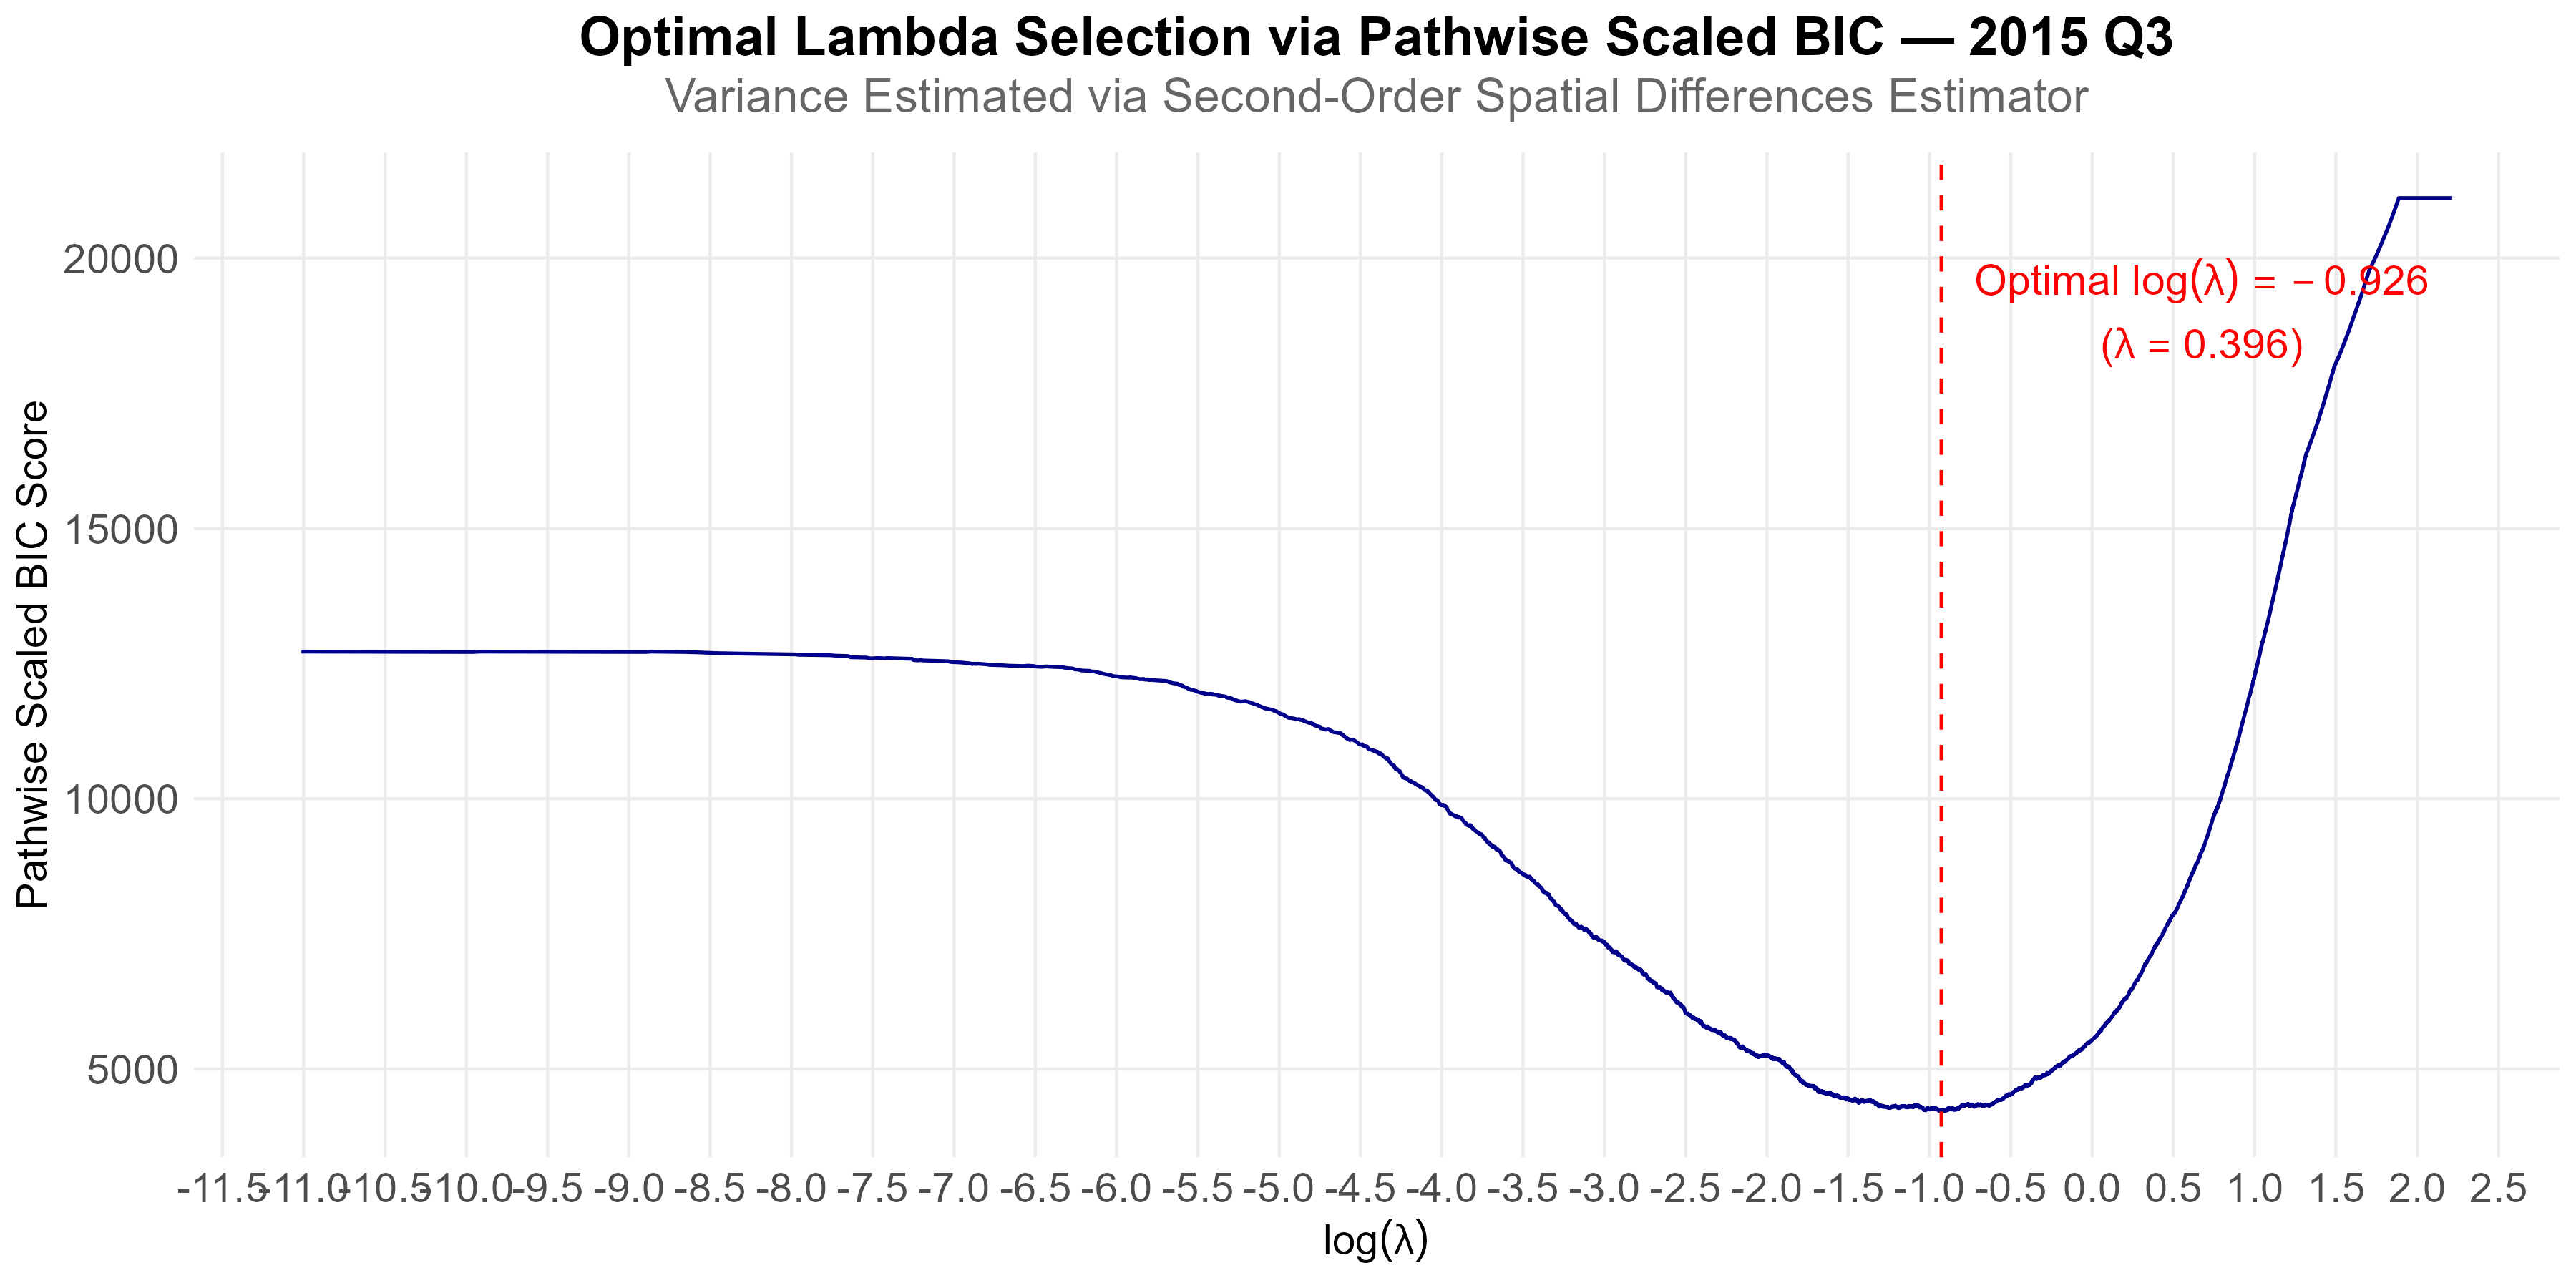 Optimal Lambda Selection via Pathwise Scaled BIC — 2015 Q3
Variance Estimated via Second-Order Spatial Differences Estimator
Pathwise Scaled BIC Score
20000
15000
10000
5000
Optimal log(λ) = − 0.926
(λ = 0.396)
-11.5 -11.0 -10.5 -10.0 -9.5 -9.0 -8.5 -8.0 -7.5 -7.0 -6.5 -6.0 -5.5 -5.0 -4.5 -4.0 -3.5 -3.0 -2.5 -2.0 -1.5 -1.0 -0.5 0.0 0.5 1.0 1.5 2.0 2.5
log(λ)